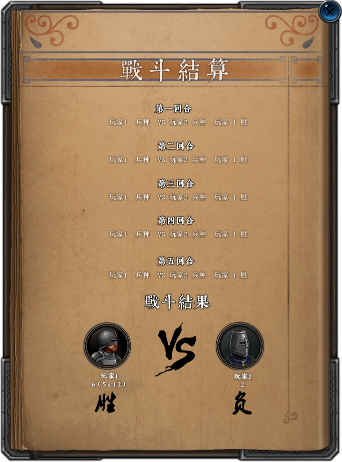 戰斗結算
第一回合
玩家1 兵种 VS 玩家2 兵种 玩家 1 胜
第二回合
玩家1 兵种 VS 玩家2 兵种 玩家 1 胜
第三回合
玩家1 兵种 VS 玩家2 兵种 玩家 1 胜
第四回合
玩家1 兵种 VS 玩家2 兵种 玩家 1 胜
第五回合
玩家1 兵种 VS 玩家2 兵种 玩家 1 胜
戰斗結果
VS
玩家1 玩家2
6(5s12) 2
胜 负